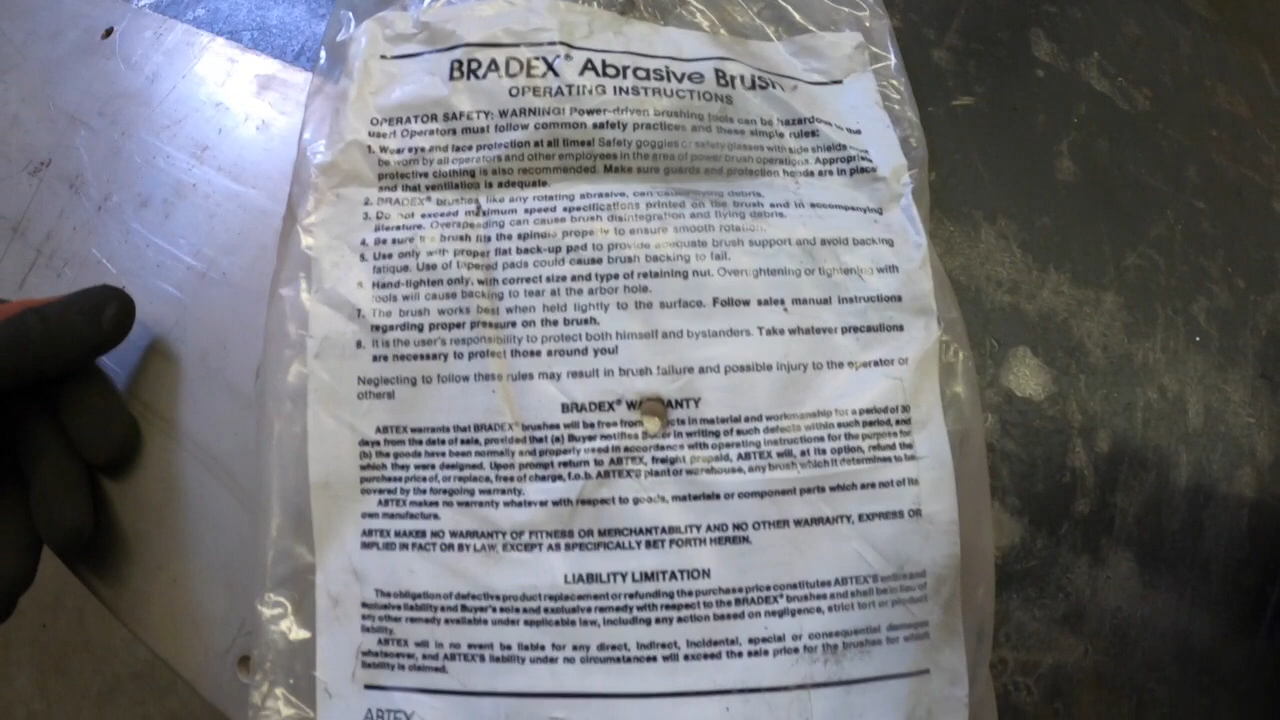 BRADEX® Abrasive Brush
OPERATING INSTRUCTIONS
OPERATOR SAFETY: WARNING! Power-driven brushing tools can be hazardous to the
user! Operators must follow common safety practices and these simple rules:
1. Wear eye and face protection at all times! Safety goggles or safety glasses with side shields
be worn by all operators and other employees in the area of power brush operations. Appropriate
protective clothing is also recommended. Make sure guards and protection hoods are in place
and that ventilation is adequate.
2. BRADEX® brushes, like any rotating abrasive, can cause flying debris.
3. Do not exceed maximum speed specifications printed on the brush and in accompanying
literature. Overspeeding can cause brush disintegration and flying debris.
4. Be sure the brush fits the spindle properly to ensure smooth rotation.
5. Use only with proper flat back-up pad to provide adequate brush support and avoid backing
fatigue. Use of tapered pads could cause brush backing to fail.
6. Hand-tighten only, with correct size and type of retaining nut. Overtightening or tightening with
tools will cause backing to tear at the arbor hole.
7. The brush works best when held lightly to the surface. Follow sales manual instructions
regarding proper pressure on the brush.
8. It is the user's responsibility to protect both himself and bystanders. Take whatever precautions
are necessary to protect those around you!
Neglecting to follow these rules may result in brush failure and possible injury to the operator or
others!
BRADEX® WARRANTY
ABTEX warrants that BRADEX® brushes will be free from defects in material and workmanship for a period of 30
days from the date of sale, provided that (a) Buyer notifies in writing of such defects within such period, and
(b) the goods have been normally and properly used in accordance with operating instructions for the purpose for
which they were designed. Upon prompt return to ABTEX, freight prepaid, ABTEX will, at its option, refund the
purchase price of, or replace, free of charge, f.o.b. ABTEX'S plant or warehouse, any brush which it determines to be
covered by the foregoing warranty.
ABTEX makes no warranty whatever with respect to goods, materials or component parts which are not of its
own manufacture.
ABTEX MAKES NO WARRANTY OF FITNESS OR MERCHANTABILITY AND NO OTHER WARRANTY, EXPRESS OR
IMPLIED IN FACT OR BY LAW, EXCEPT AS SPECIFICALLY SET FORTH HEREIN.
LIABILITY LIMITATION
The obligation of defective product replacement or refunding the purchase price constitutes ABTEX'S entire and
exclusive liability and Buyer's sole and exclusive remedy with respect to the BRADEX® brushes and shall be in lieu of
any other remedy available under applicable law, including any action based on negligence, strict tort or product
liability.
ABTEX will in no event be liable for any direct, indirect, incidental, special or consequential damages
whatsoever, and ABTEX'S liability under no circumstances will exceed the sale price for the brushes for which
liability is claimed.
ABTEX